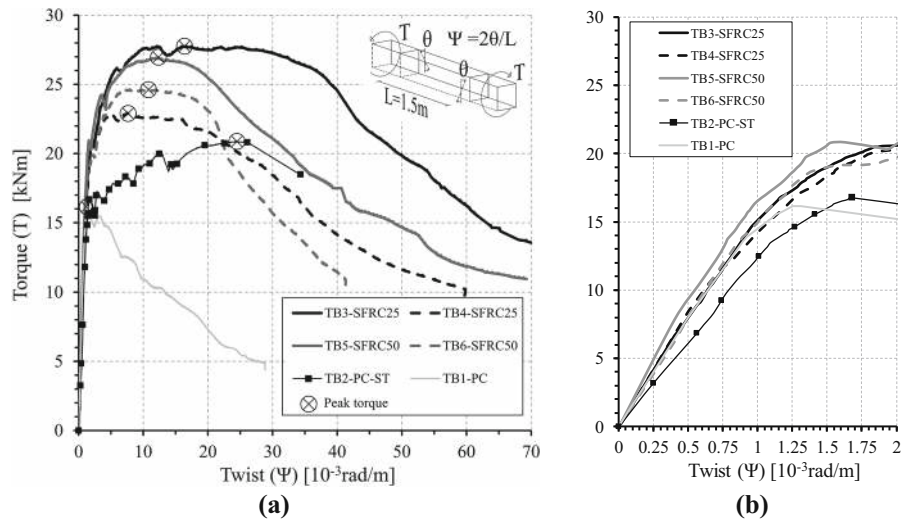 30
25
20
15
10
5
0
Torque (T) [kNm]
T
θ
Ψ =2θ/L
θ
T
L=1.5m
TB3-SFRC25
TB4-SFRC25
TB5-SFRC50
TB6-SFRC50
TB2-PC-ST
TB1-PC
Peak torque
0 10 20 30 40 50 60 70
Twist (Ψ) [10⁻³rad/m]
(a)
30
25
20
15
10
5
0
TB3-SFRC25
TB4-SFRC25
TB5-SFRC50
TB6-SFRC50
TB2-PC-ST
TB1-PC
0 0.25 0.5 0.75 1 1.25 1.5 1.75 2
Twist (Ψ) [10⁻³rad/m]
(b)